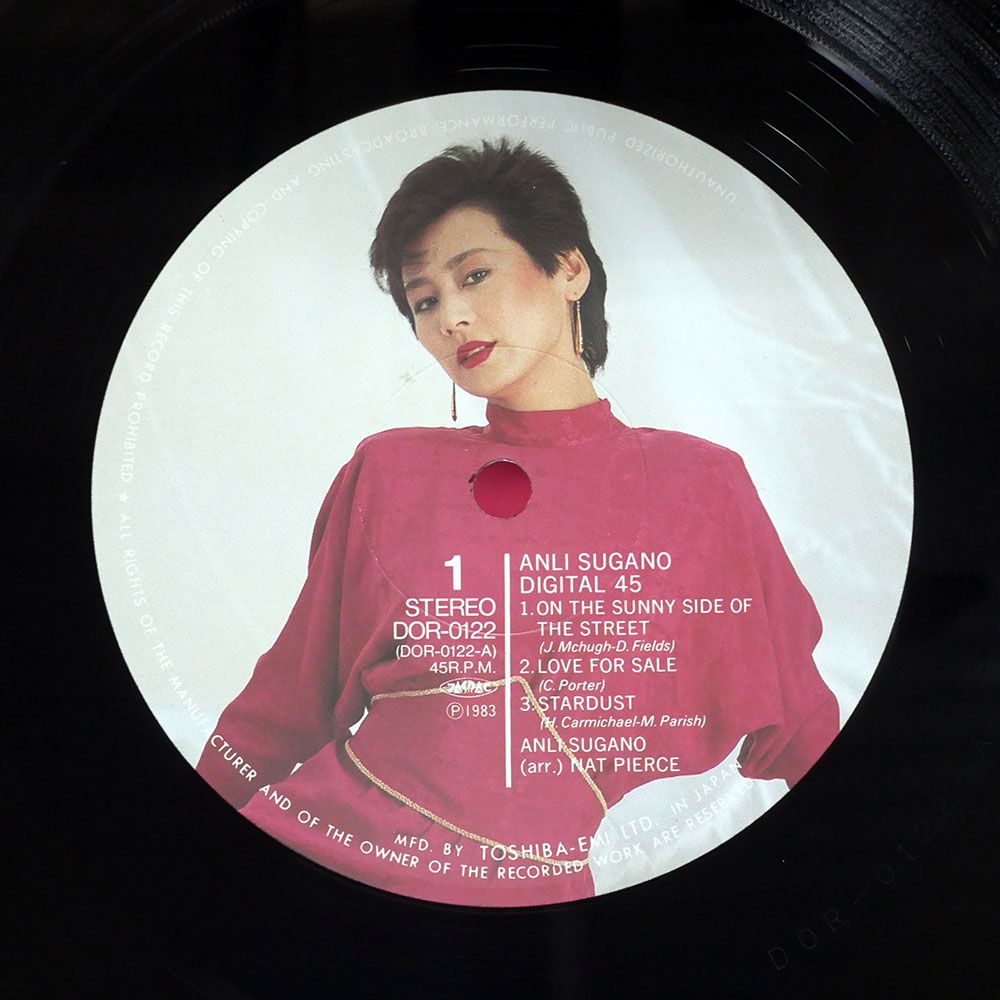 1
STEREO
DOR-0122
(DOR-0122-A)
45R.P.M.
JASRAC
Ⓟ1983
ANLI SUGANO
DIGITAL 45
1. ON THE SUNNY SIDE OF
THE STREET
(J. Mchugh-D. Fields)
2. LOVE FOR SALE
(C. Porter)
3. STARDUST
(H. Carmichael-M. Parish)
ANLI SUGANO
(arr.) NAT PIERCE
MFD. BY TOSHIBA-EMI LTD. IN JAPAN
★ ALL RIGHTS OF THE MANUFACTURER AND OF THE OWNER OF THE RECORDED WORK ARE RESERVED
UNAUTHORIZED PUBLIC PERFORMANCE, BROADCASTING AND COPYING OF THIS RECORD PROHIBITED
DOR-0122